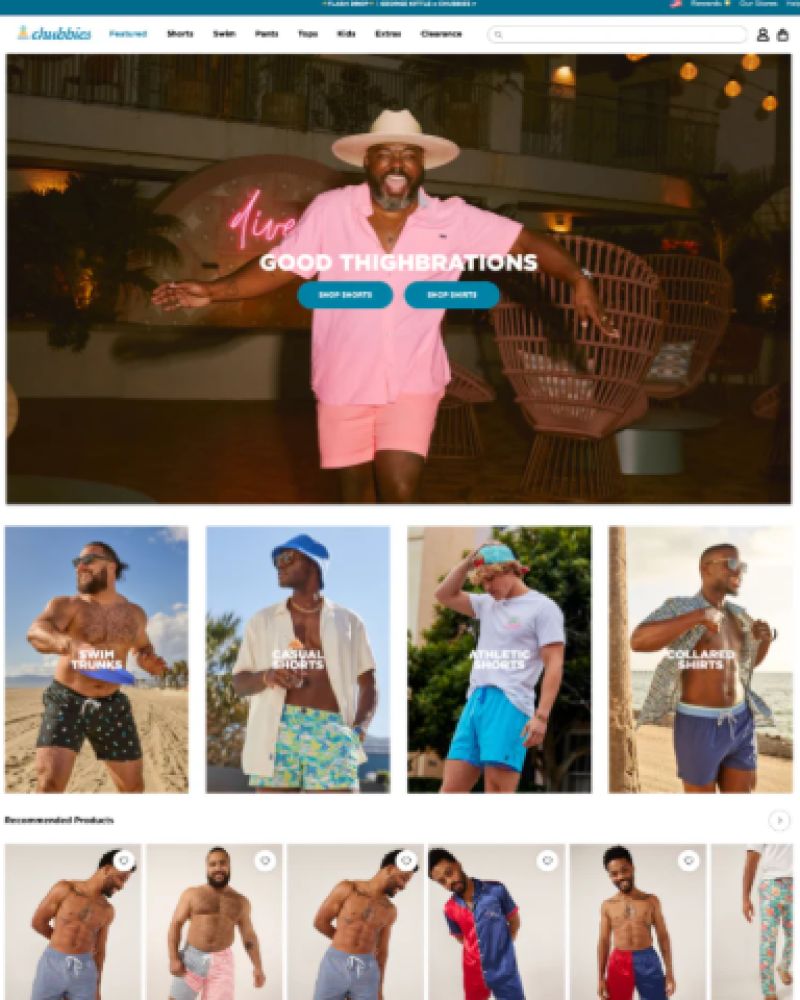 FLASH DROP | GEORGE KITTLE x CHUBBIES
Rewards
Our Stores
Help
chubbies
Featured
Shorts
Swim
Pants
Tops
Kids
Extras
Clearance
dive
GOOD THIGHBRATIONS
SHOP SHORTS
SHOP SHIRTS
SWIM
TRUNKS
CASUAL
SHORTS
ATHLETIC
SHORTS
COLLARED
SHIRTS
Recommended Products